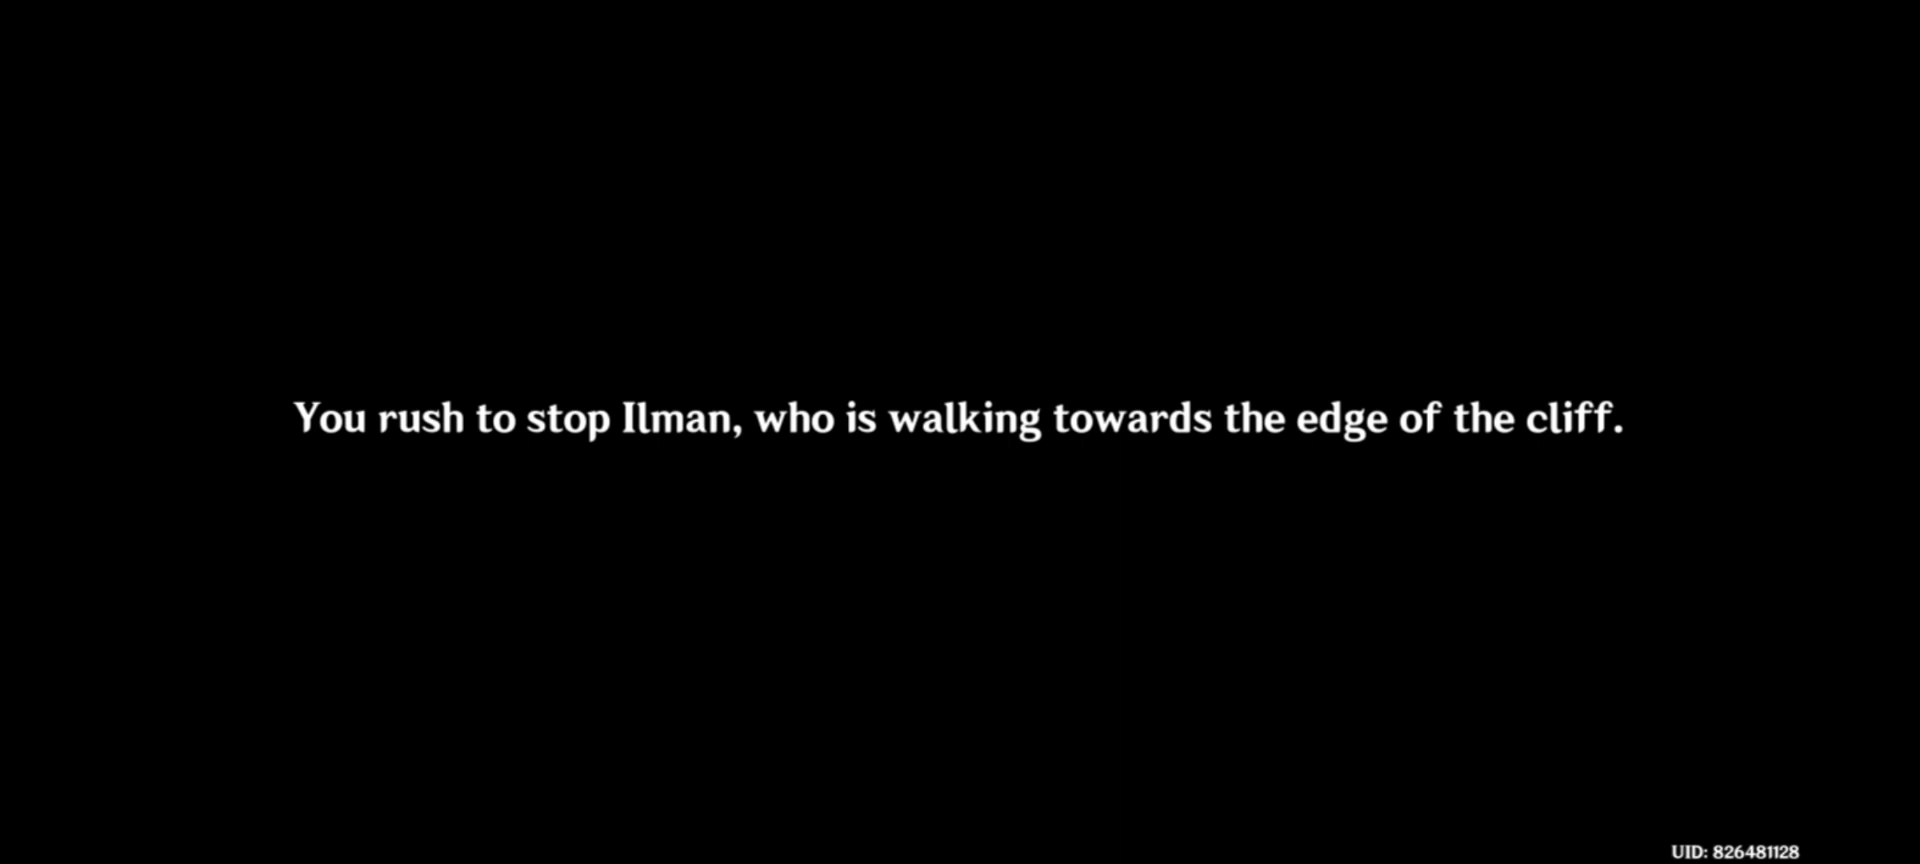 You rush to stop Ilman, who is walking towards the edge of the cliff.
UID: 826481128